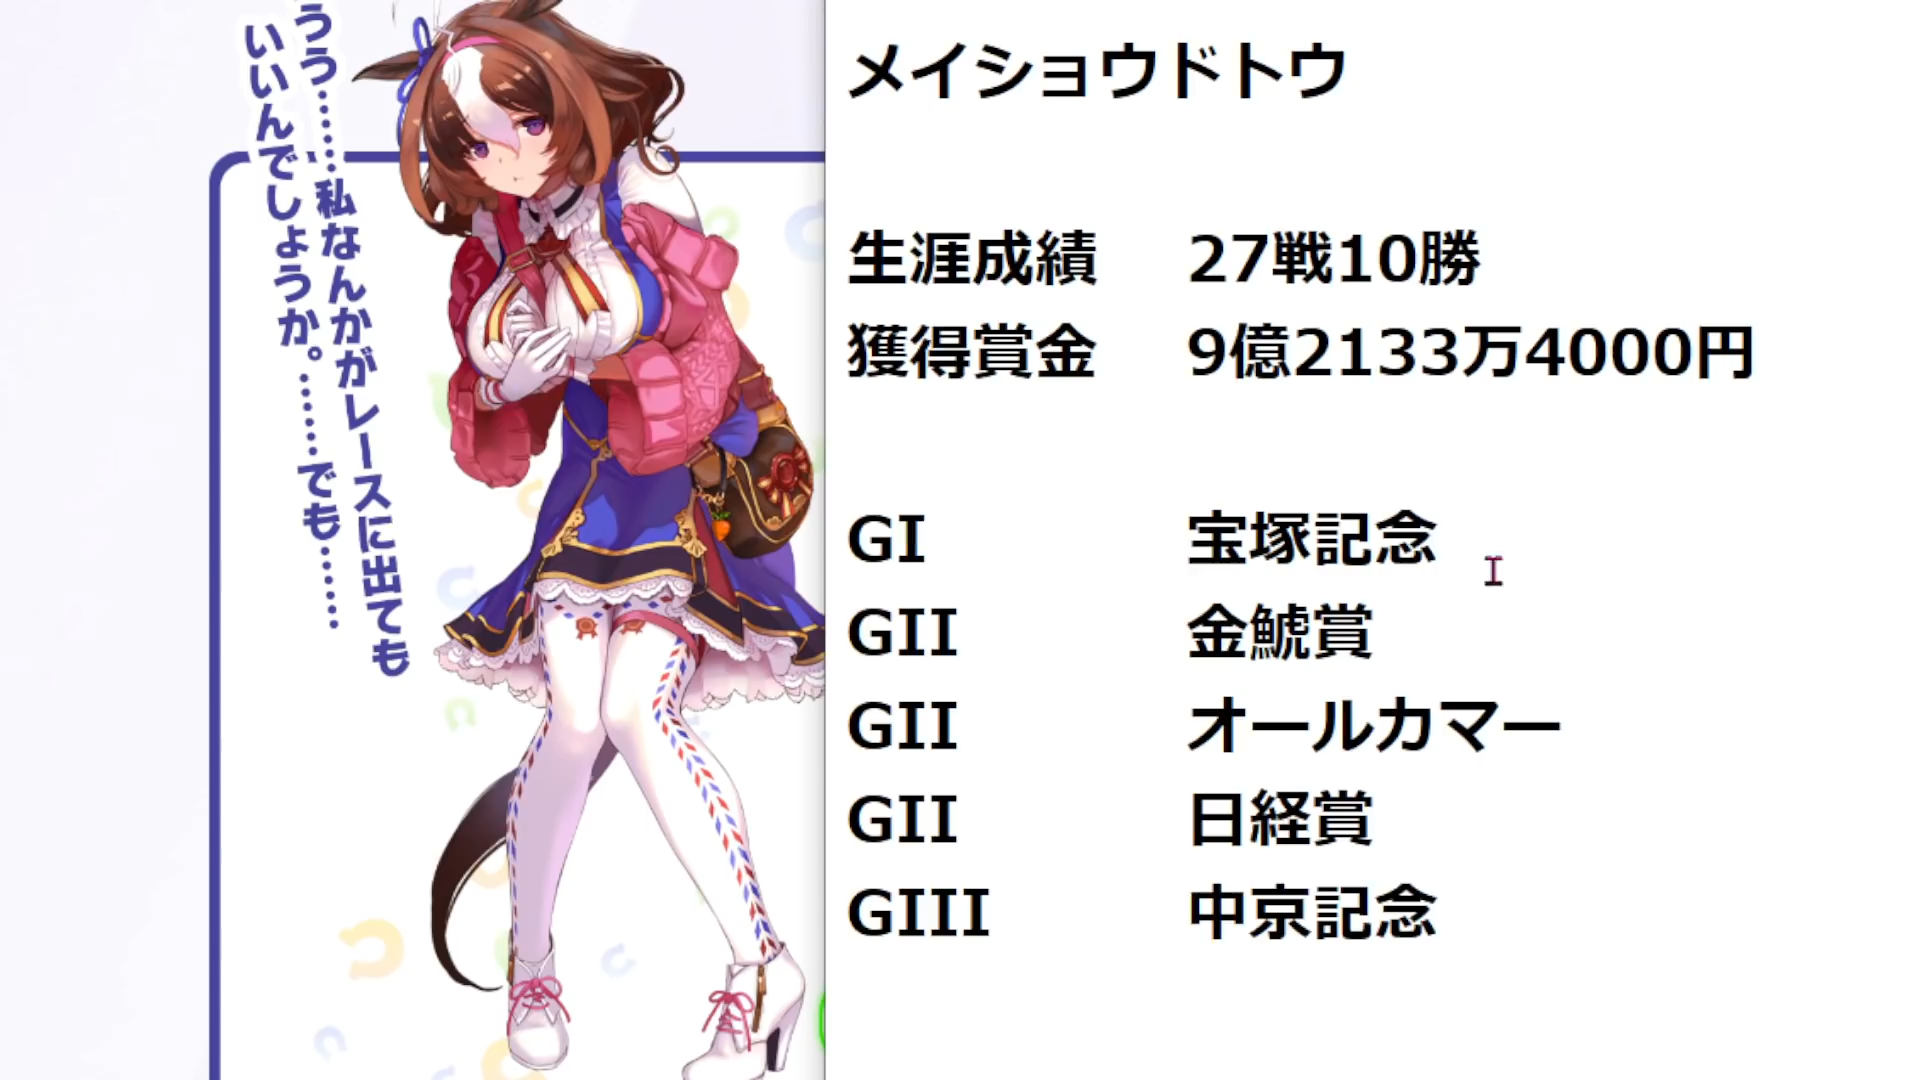 うう……私なんかがレースに出ても
いいんでしょうか。……でも……
メイショウドトウ
生涯成績 27戦10勝
獲得賞金 9億2133万4000円
GI 宝塚記念
GII 金鯱賞
GII オールカマー
GII 日経賞
GIII 中京記念